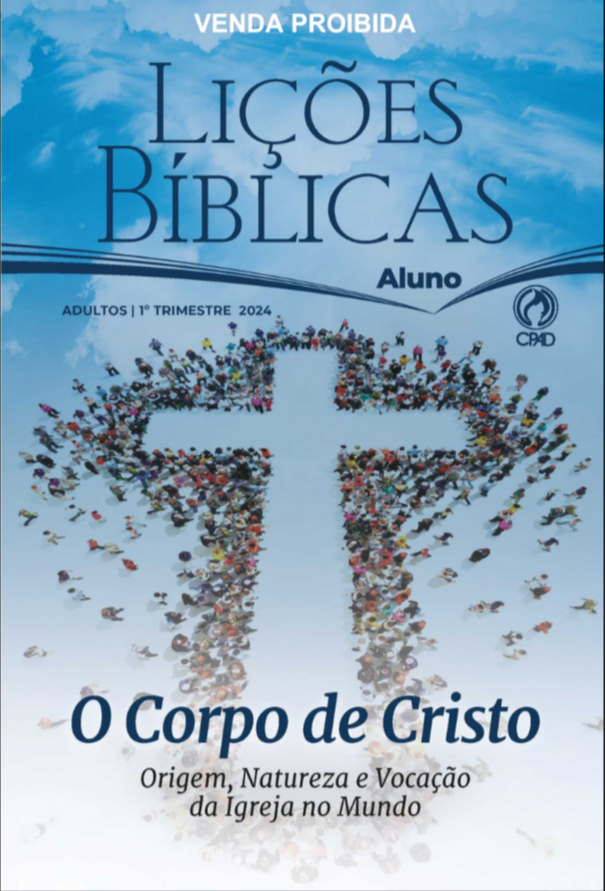 VENDA PROIBIDA
LIÇÕES
BÍBLICAS
Aluno
ADULTOS | 1º TRIMESTRE 2024
CPAD
O Corpo de Cristo
Origem, Natureza e Vocação
da Igreja no Mundo